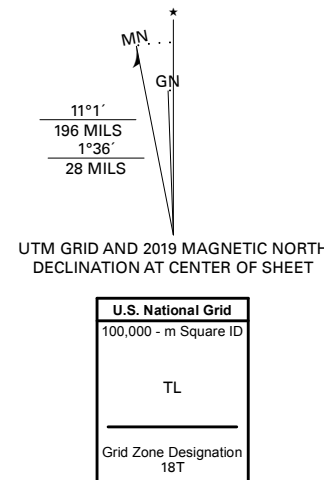 ★
MN
GN
11°1´
196 MILS
1°36´
28 MILS
UTM GRID AND 2019 MAGNETIC NORTH
DECLINATION AT CENTER OF SHEET
U.S. National Grid
100,000 - m Square ID
TL
Grid Zone Designation
18T